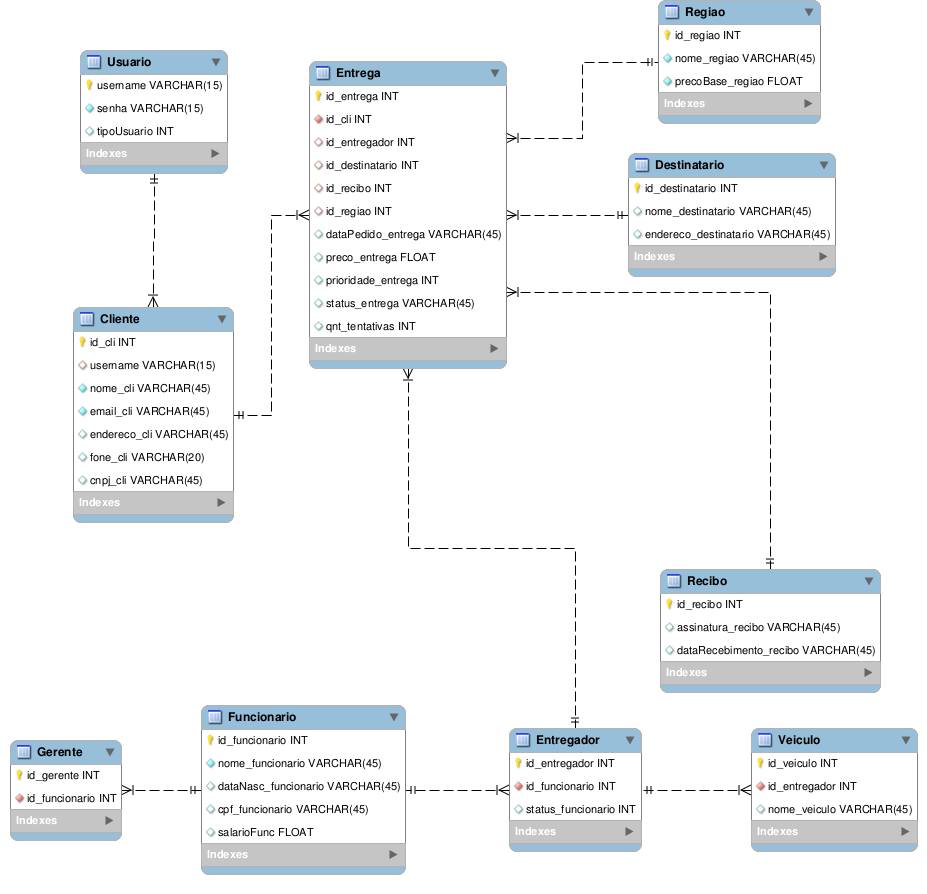 Regiao
id_regiao INT
nome_regiao VARCHAR(45)
precoBase_regiao FLOAT
Indexes
Usuario
username VARCHAR(15)
senha VARCHAR(15)
tipoUsuario INT
Indexes
Entrega
id_entrega INT
id_cli INT
id_entregador INT
id_destinatario INT
id_recibo INT
id_regiao INT
dataPedido_entrega VARCHAR(45)
preco_entrega FLOAT
prioridade_entrega INT
status_entrega VARCHAR(45)
qnt_tentativas INT
Indexes
Destinatario
id_destinatario INT
nome_destinatario VARCHAR(45)
endereco_destinatario VARCHAR(45)
Indexes
Cliente
id_cli INT
username VARCHAR(15)
nome_cli VARCHAR(45)
email_cli VARCHAR(45)
endereco_cli VARCHAR(45)
fone_cli VARCHAR(20)
cnpj_cli VARCHAR(45)
Indexes
Recibo
id_recibo INT
assinatura_recibo VARCHAR(45)
dataRecebimento_recibo VARCHAR(45)
Indexes
Gerente
id_gerente INT
id_funcionario INT
Indexes
Funcionario
id_funcionario INT
nome_funcionario VARCHAR(45)
dataNasc_funcionario VARCHAR(45)
cpf_funcionario VARCHAR(45)
salarioFunc FLOAT
Indexes
Entregador
id_entregador INT
id_funcionario INT
status_funcionario INT
Indexes
Veiculo
id_veiculo INT
id_entregador INT
nome_veiculo VARCHAR(45)
Indexes